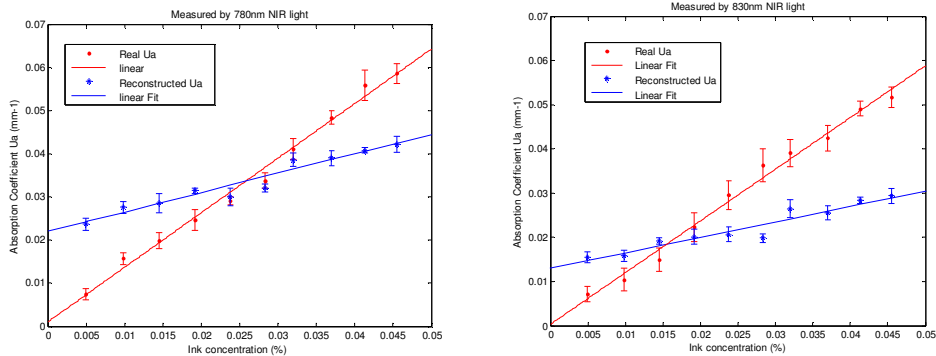 Measured by 780nm NIR light
Absorption Coefficient Ua (mm-1)
0.07
0.06
0.05
0.04
0.03
0.02
0.01
0
Real Ua
linear
Reconstructed Ua
linear Fit
0 0.005 0.01 0.015 0.02 0.025 0.03 0.035 0.04 0.045 0.05
Ink concentration (%)
Measured by 830nm NIR light
Absorption Coefficient Ua (mm-1)
0.07
0.06
0.05
0.04
0.03
0.02
0.01
0
Real Ua
Linear Fit
Reconstructed Ua
Linear Fit
0 0.005 0.01 0.015 0.02 0.025 0.03 0.035 0.04 0.045 0.05
Ink concentration (%)